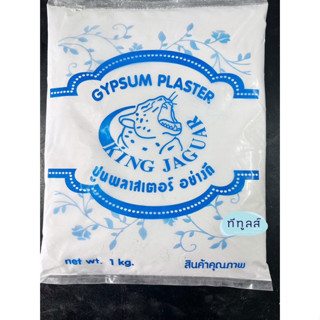 GYPSUM PLASTER
KING JAGUAR
ปูนพลาสเตอร์ อย่างดี
ทีทูลส์
net wt. 1 kg.
สินค้าคุณภาพ